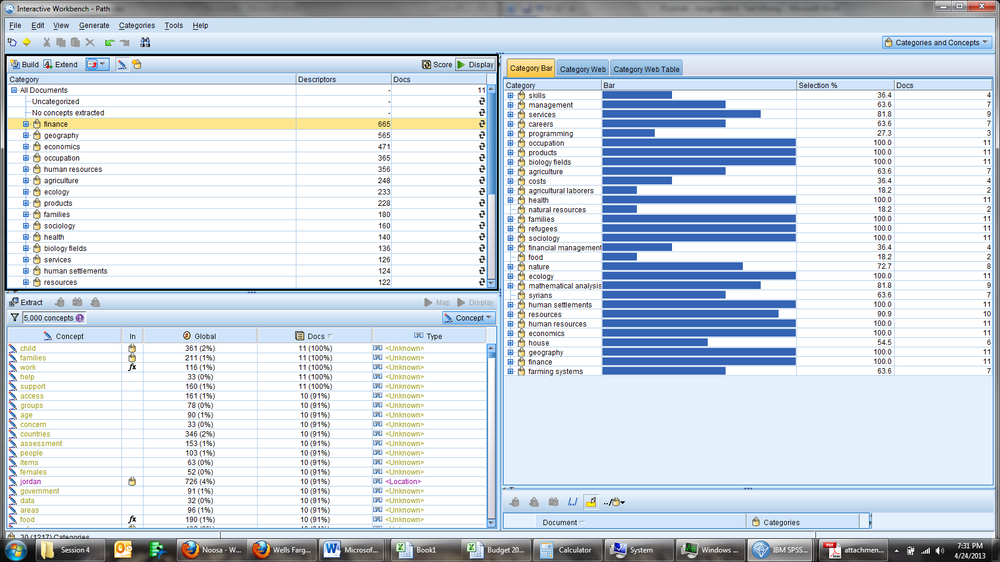 Interactive Workbench - Path
File Edit View Generate Categories Tools Help
Categories and Concepts
Build Extend Score Display
Category Descriptors Docs
All Documents - 11
Uncategorized -
No concepts extracted -
finance 665
geography 565
economics 471
occupation 365
human resources 356
agriculture 248
ecology 233
products 228
families 180
sociology 160
health 140
biology fields 136
services 126
human settlements 124
resources 122
Extract Map Display
5,000 concepts Concept
Concept In Global Docs Type
child 361 (2%) 11 (100%) <Unknown>
families 211 (1%) 11 (100%) <Unknown>
work fx 116 (1%) 11 (100%) <Unknown>
help 33 (0%) 11 (100%) <Unknown>
support 160 (1%) 11 (100%) <Unknown>
access 161 (1%) 10 (91%) <Unknown>
groups 78 (0%) 10 (91%) <Unknown>
age 90 (1%) 10 (91%) <Unknown>
concern 33 (0%) 10 (91%) <Unknown>
countries 346 (2%) 10 (91%) <Unknown>
assessment 153 (1%) 10 (91%) <Unknown>
people 103 (1%) 10 (91%) <Unknown>
items 63 (0%) 10 (91%) <Unknown>
females 52 (0%) 10 (91%) <Unknown>
jordan 726 (4%) 10 (91%) <Location>
government 91 (1%) 10 (91%) <Unknown>
data 32 (0%) 10 (91%) <Unknown>
areas 96 (1%) 10 (91%) <Unknown>
food fx 190 (1%) 10 (91%) <Unknown>
30 (1217) Categories
Category Bar Category Web Category Web Table
Category Bar Selection % Docs
skills 36.4 4
management 63.6 7
services 81.8 9
careers 63.6 7
programming 27.3 3
occupation 100.0 11
products 100.0 11
biology fields 100.0 11
agriculture 63.6 7
costs 36.4 4
agricultural laborers 18.2 2
health 100.0 11
natural resources 18.2 2
families 100.0 11
refugees 100.0 11
sociology 100.0 11
financial management 36.4 4
food 18.2 2
nature 72.7 8
ecology 100.0 11
mathematical analysis 81.8 9
syrians 63.6 7
human settlements 100.0 11
resources 90.9 10
human resources 100.0 11
economics 100.0 11
house 54.5 6
geography 100.0 11
finance 100.0 11
farming systems 63.6 7
Document Categories
Session 4 Noosa - W... Wells Farg... Microsof... Book1 Budget 20... Calculator System Windows ... IBM SPSS... attachmen... 7:31 PM
4/24/2013